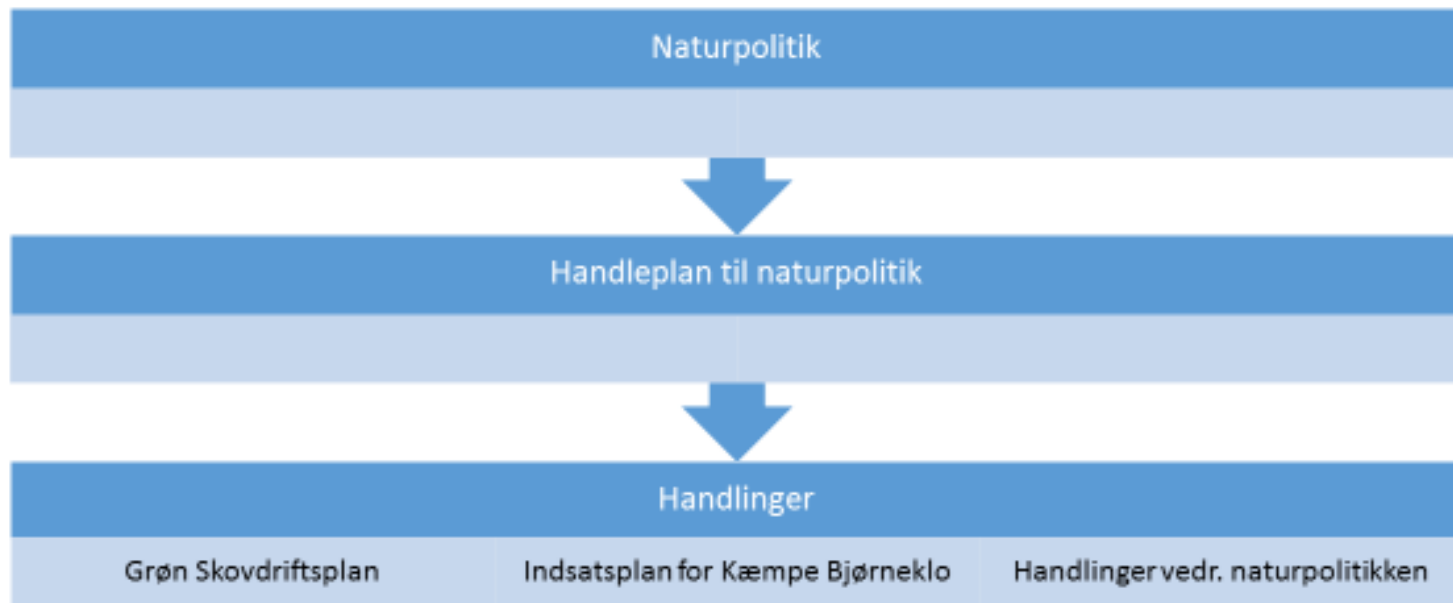 Naturpolitik
Handleplan til naturpolitik
Handlinger
Grøn Skovdriftsplan
Indsatsplan for Kæmpe Bjørneklo
Handlinger vedr. naturpolitikken